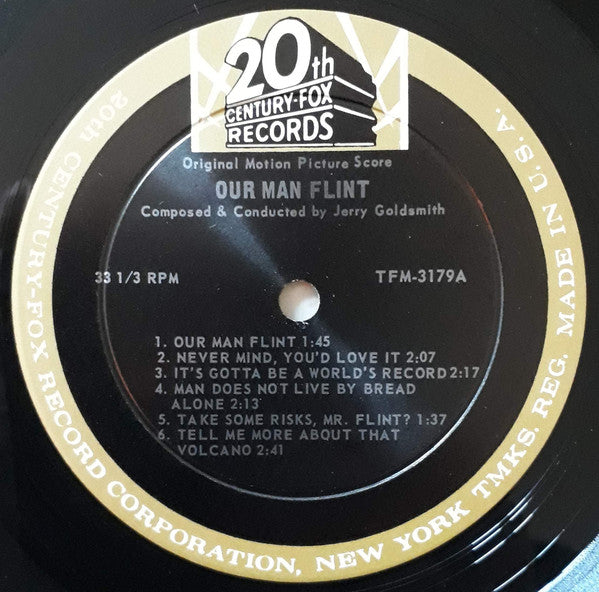 20th
CENTURY-FOX
RECORDS
Original Motion Picture Score
OUR MAN FLINT
Composed & Conducted by Jerry Goldsmith
33 1/3 RPM
TFM-3179A
1. OUR MAN FLINT 1:45
2. NEVER MIND, YOU'D LOVE IT 2:07
3. IT'S GOTTA BE A WORLD'S RECORD 2:17
4. MAN DOES NOT LIVE BY BREAD
ALONE 2:13
5. TAKE SOME RISKS, MR. FLINT? 1:37
6. TELL ME MORE ABOUT THAT
VOLCANO 2:41
20th CENTURY-FOX RECORD CORPORATION, NEW YORK TMKS. REG. MADE IN U.S.A.